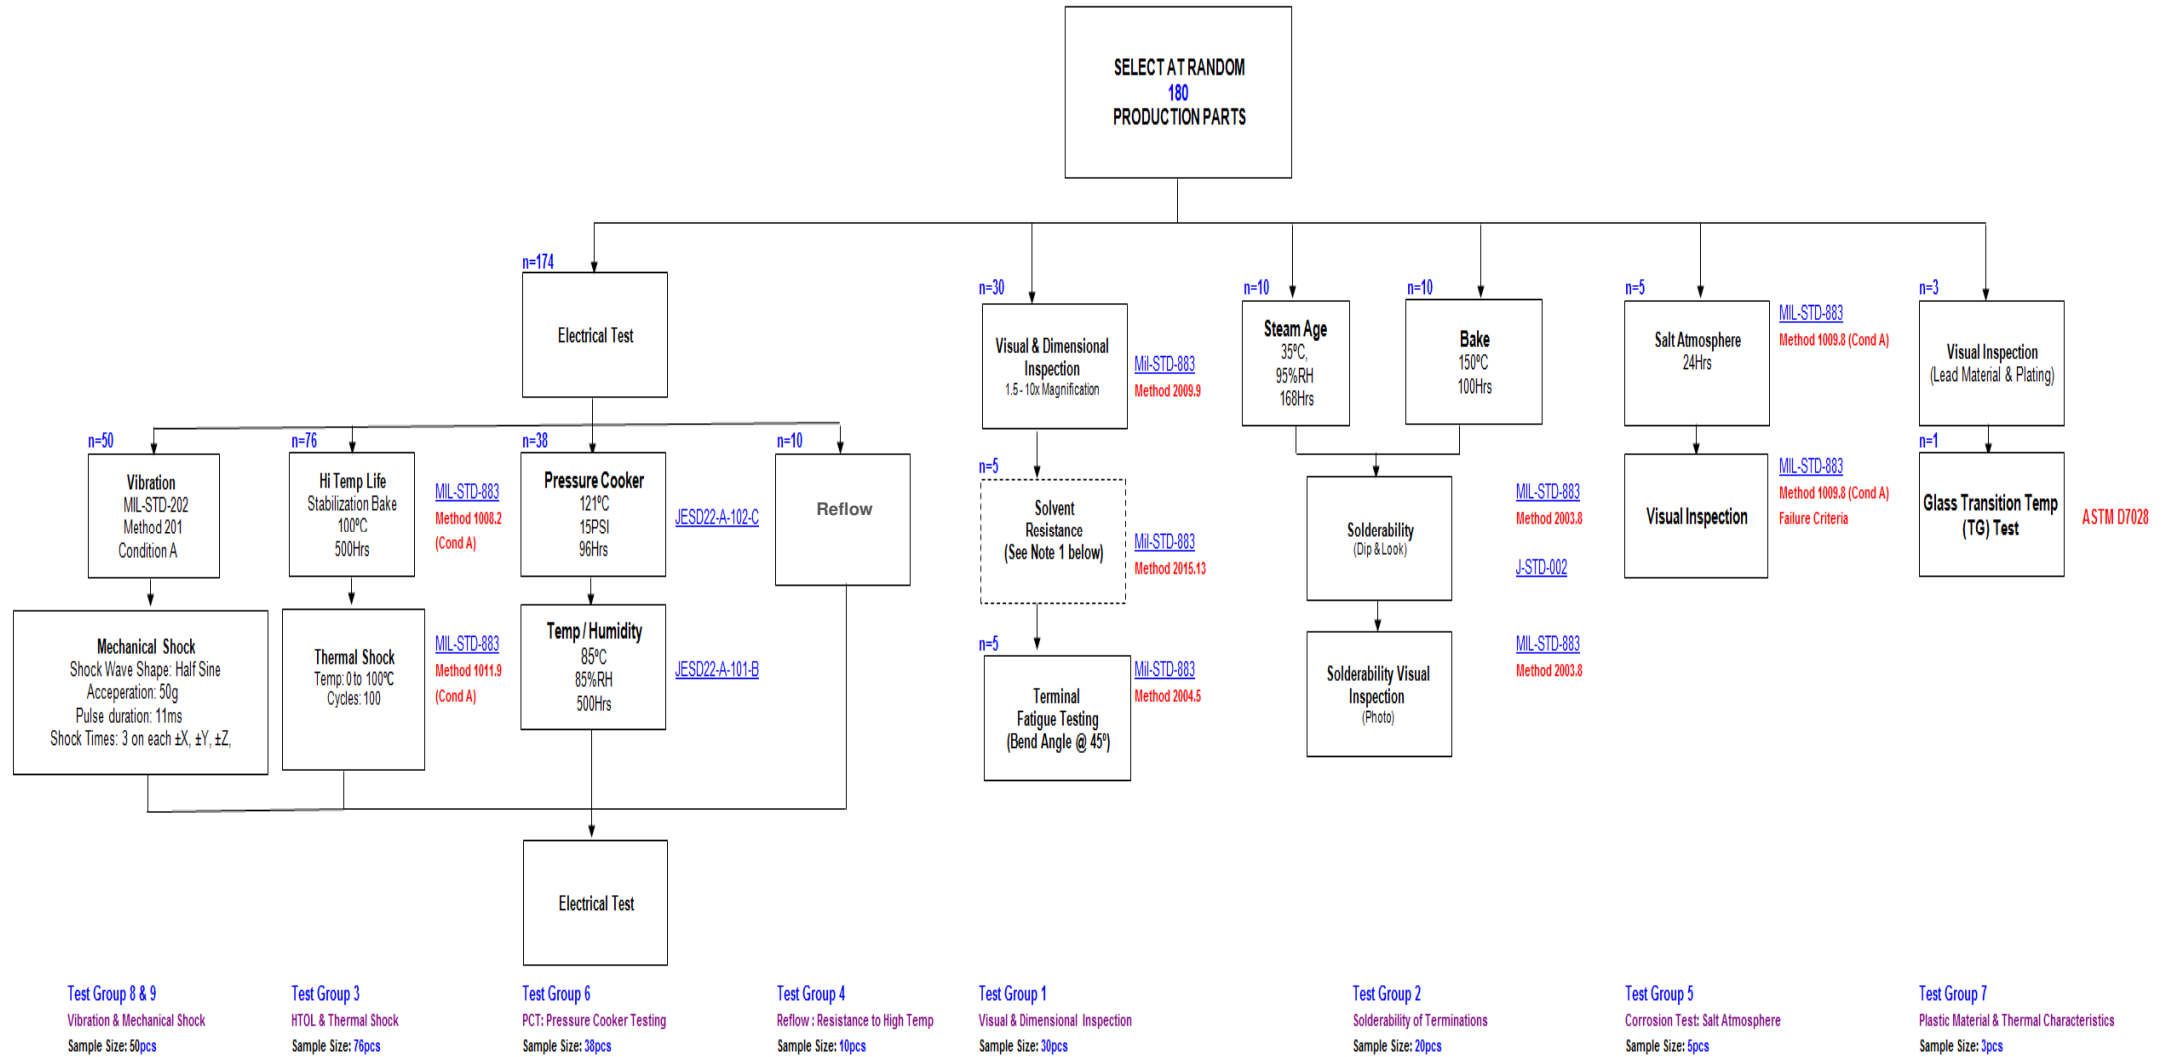 SELECT AT RANDOM
180
PRODUCTION PARTS
n=174
Electrical Test
n=50
Vibration
MIL-STD-202
Method 201
Condition A
Mechanical Shock
Shock Wave Shape: Half Sine
Acceperation: 50g
Pulse duration: 11ms
Shock Times: 3 on each ±X, ±Y, ±Z,
n=76
Hi Temp Life
Stabilization Bake
100ºC
500Hrs
MIL-STD-883
Method 1008.2
(Cond A)
Thermal Shock
Temp: 0 to 100ºC
Cycles: 100
MIL-STD-883
Method 1011.9
(Cond A)
n=38
Pressure Cooker
121ºC
15PSI
96Hrs
JESD22-A-102-C
Temp / Humidity
85ºC
85%RH
500Hrs
JESD22-A-101-B
n=10
Reflow
Electrical Test
n=30
Visual & Dimensional
Inspection
1.5 - 10x Magnification
Mil-STD-883
Method 2009.9
n=5
Solvent
Resistance
(See Note 1 below)
Mil-STD-883
Method 2015.13
n=5
Terminal
Fatigue Testing
(Bend Angle @ 45º)
Mil-STD-883
Method 2004.5
n=10
Steam Age
35ºC,
95%RH
168Hrs
n=10
Bake
150ºC
100Hrs
Solderability
(Dip & Look)
MIL-STD-883
Method 2003.8
J-STD-002
Solderability Visual
Inspection
(Photo)
MIL-STD-883
Method 2003.8
n=5
Salt Atmosphere
24Hrs
MIL-STD-883
Method 1009.8 (Cond A)
Visual Inspection
MIL-STD-883
Method 1009.8 (Cond A)
Failure Criteria
n=3
Visual Inspection
(Lead Material & Plating)
n=1
Glass Transition Temp
(TG) Test
ASTM D7028
Test Group 8 & 9
Vibration & Mechanical Shock
Sample Size: 50pcs
Test Group 3
HTOL & Thermal Shock
Sample Size: 76pcs
Test Group 6
PCT: Pressure Cooker Testing
Sample Size: 38pcs
Test Group 4
Reflow : Resistance to High Temp
Sample Size: 10pcs
Test Group 1
Visual & Dimensional Inspection
Sample Size: 30pcs
Test Group 2
Solderability of Terminations
Sample Size: 20pcs
Test Group 5
Corrosion Test: Salt Atmosphere
Sample Size: 5pcs
Test Group 7
Plastic Material & Thermal Characteristics
Sample Size: 3pcs